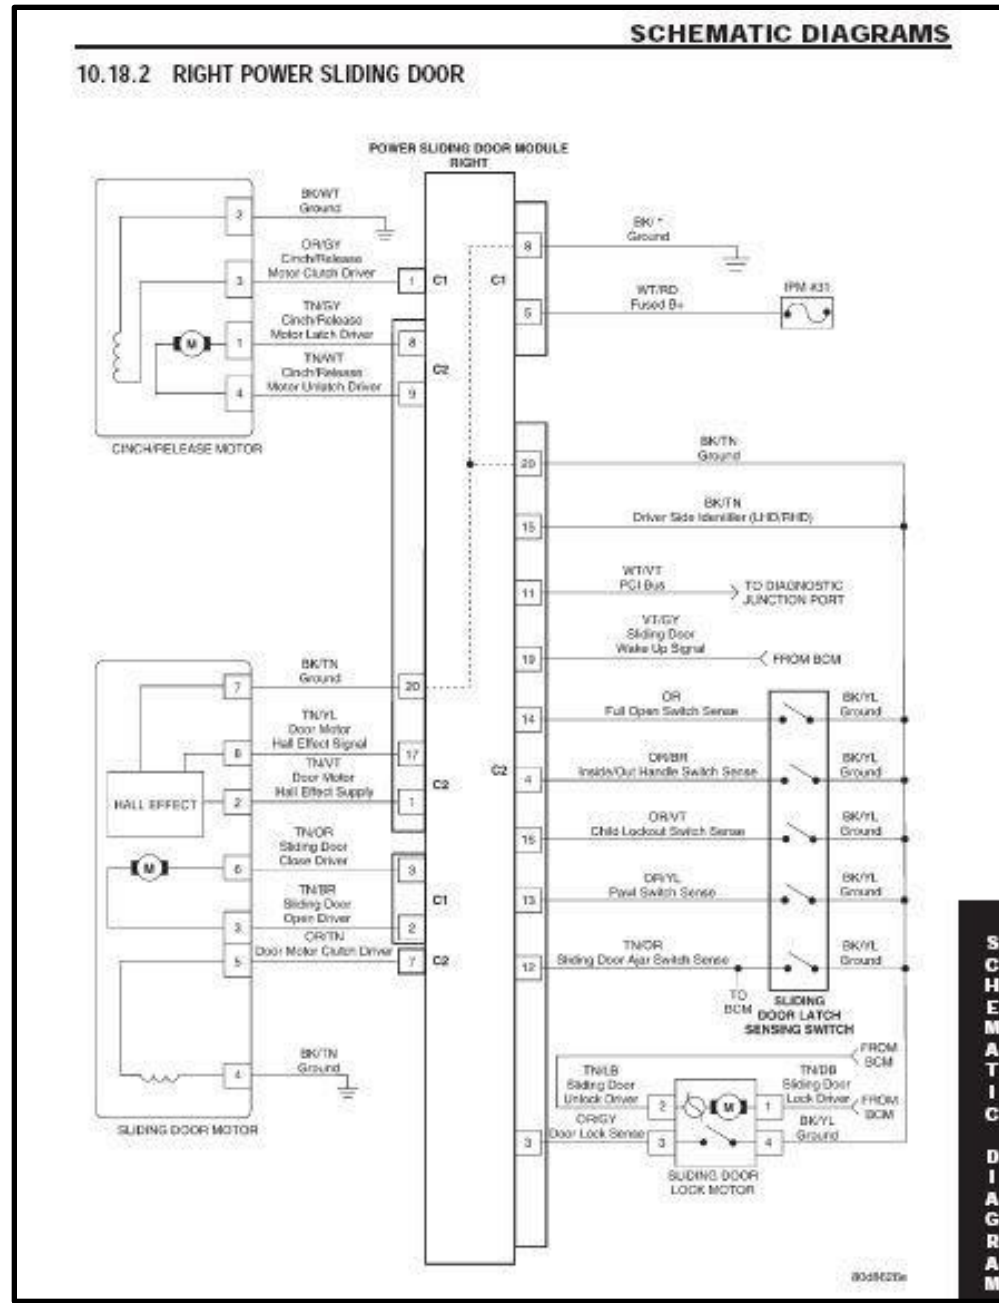 SCHEMATIC DIAGRAMS
10.18.2 RIGHT POWER SLIDING DOOR
POWER SLIDING DOOR MODULE
RIGHT
BK/WT
Ground
2
OR/GY
Cinch/Release
Motor Clutch Driver
3
1
C1
TN/GY
Cinch/Release
Motor Latch Driver
M
1
8
C2
TN/WT
Cinch/Release
Motor Unlatch Driver
4
9
CINCH/RELEASE MOTOR
C1
8
BK/*
Ground
5
WT/RD
Fused B+
IPM #31
20
BK/TN
Ground
15
BK/TN
Driver Side Identifier (LHD/RHD)
11
WT/VT
PCI Bus
TO DIAGNOSTIC
JUNCTION PORT
19
VT/GY
Sliding Door
Wake Up Signal
FROM BCM
C2
14
OR
Full Open Switch Sense
BK/YL
Ground
4
OR/BR
Inside/Out Handle Switch Sense
BK/YL
Ground
16
OR/VT
Child Lockout Switch Sense
BK/YL
Ground
13
OR/YL
Pawl Switch Sense
BK/YL
Ground
12
TN/OR
Sliding Door Ajar Switch Sense
BK/YL
Ground
TO
BCM
SLIDING
DOOR LATCH
SENSING SWITCH
BK/TN
Ground
7
20
TN/YL
Door Motor
Hall Effect Signal
8
17
TN/VT
Door Motor
Hall Effect Supply
2
1
C2
HALL EFFECT
TN/OR
Sliding Door
Close Driver
M
6
3
C1
TN/BR
Sliding Door
Open Driver
3
2
OR/TN
Door Motor Clutch Driver
5
7
C2
BK/TN
Ground
4
SLIDING DOOR MOTOR
FROM
BCM
TN/LB
Sliding Door
Unlock Driver
2
M
1
TN/DB
Sliding Door
Lock Driver
FROM
BCM
3
OR/GY
Door Lock Sense
3
4
BK/YL
Ground
SLIDING DOOR
LOCK MOTOR
80d8628e
SCHEMATIC DIAGRAM